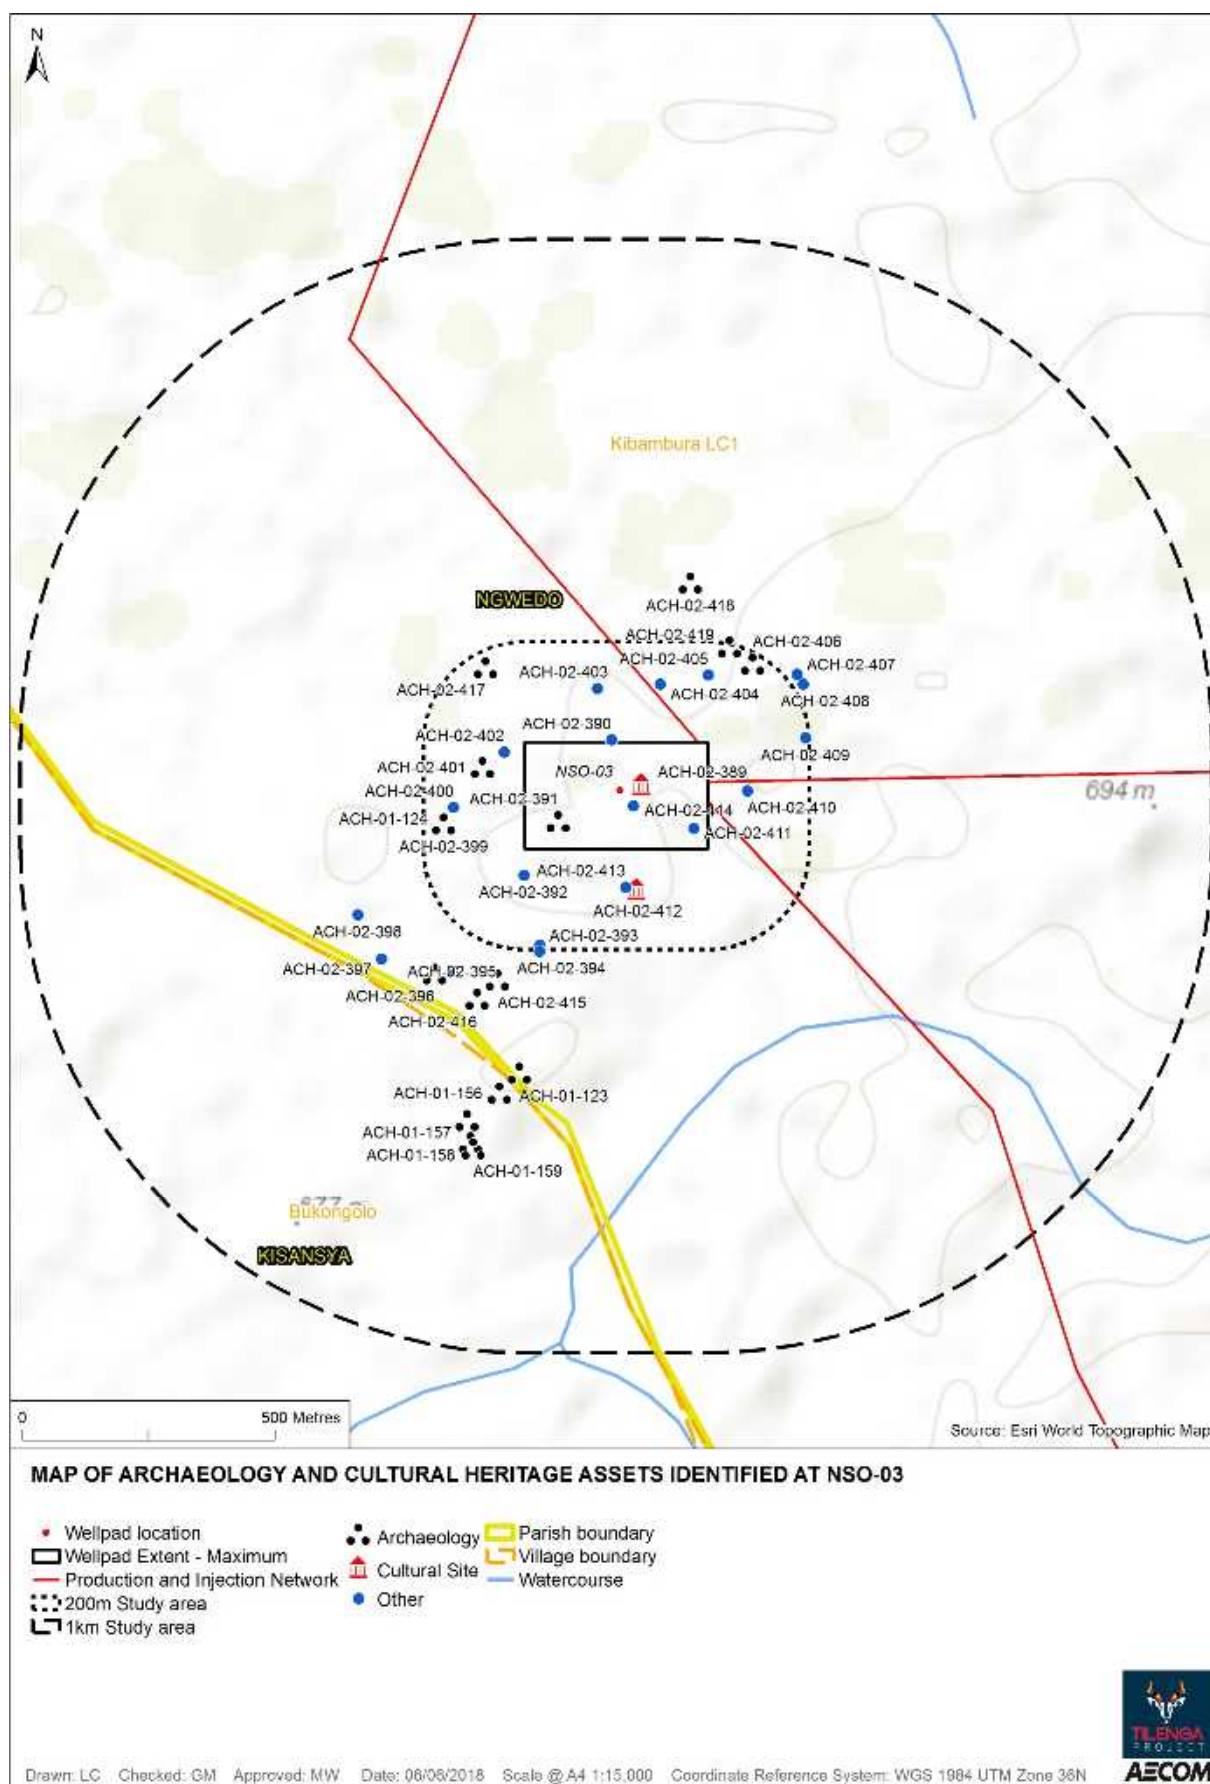 N
Kibambura LC1
NGWEDO
ACH-02-418
ACH-02-419
ACH-02-406
ACH-02-405
ACH-02-407
ACH-02-403
ACH-02-417
ACH-02-404
ACH-02-408
ACH-02-390
ACH-02-402
ACH-02-409
ACH-02-401
NSO-03
ACH-02-389
ACH-02-400
ACH-02-391
694 m
ACH-02-410
ACH-01-124
ACH-02-414
ACH-02-411
ACH-02-399
ACH-02-413
ACH-02-392
ACH-02-412
ACH-02-398
ACH-02-393
ACH-02-397
ACH-02-395
ACH-02-394
ACH-02-396
ACH-02-415
ACH-02-416
ACH-01-156
ACH-01-123
ACH-01-157
ACH-01-158
ACH-01-159
Bukongolo
KISANSYA
0 500 Metres
Source: Esri World Topographic Map
MAP OF ARCHAEOLOGY AND CULTURAL HERITAGE ASSETS IDENTIFIED AT NSO-03
Wellpad location
Wellpad Extent - Maximum
Production and Injection Network
200m Study area
1km Study area
Archaeology
Cultural Site
Other
Parish boundary
Village boundary
Watercourse
TILENGA
PROJECT
AECOM
Drawn: LC Checked: GM Approved: MW Date: 06/06/2018 Scale @ A4 1:15,000 Coordinate Reference System: WGS 1984 UTM Zone 36N